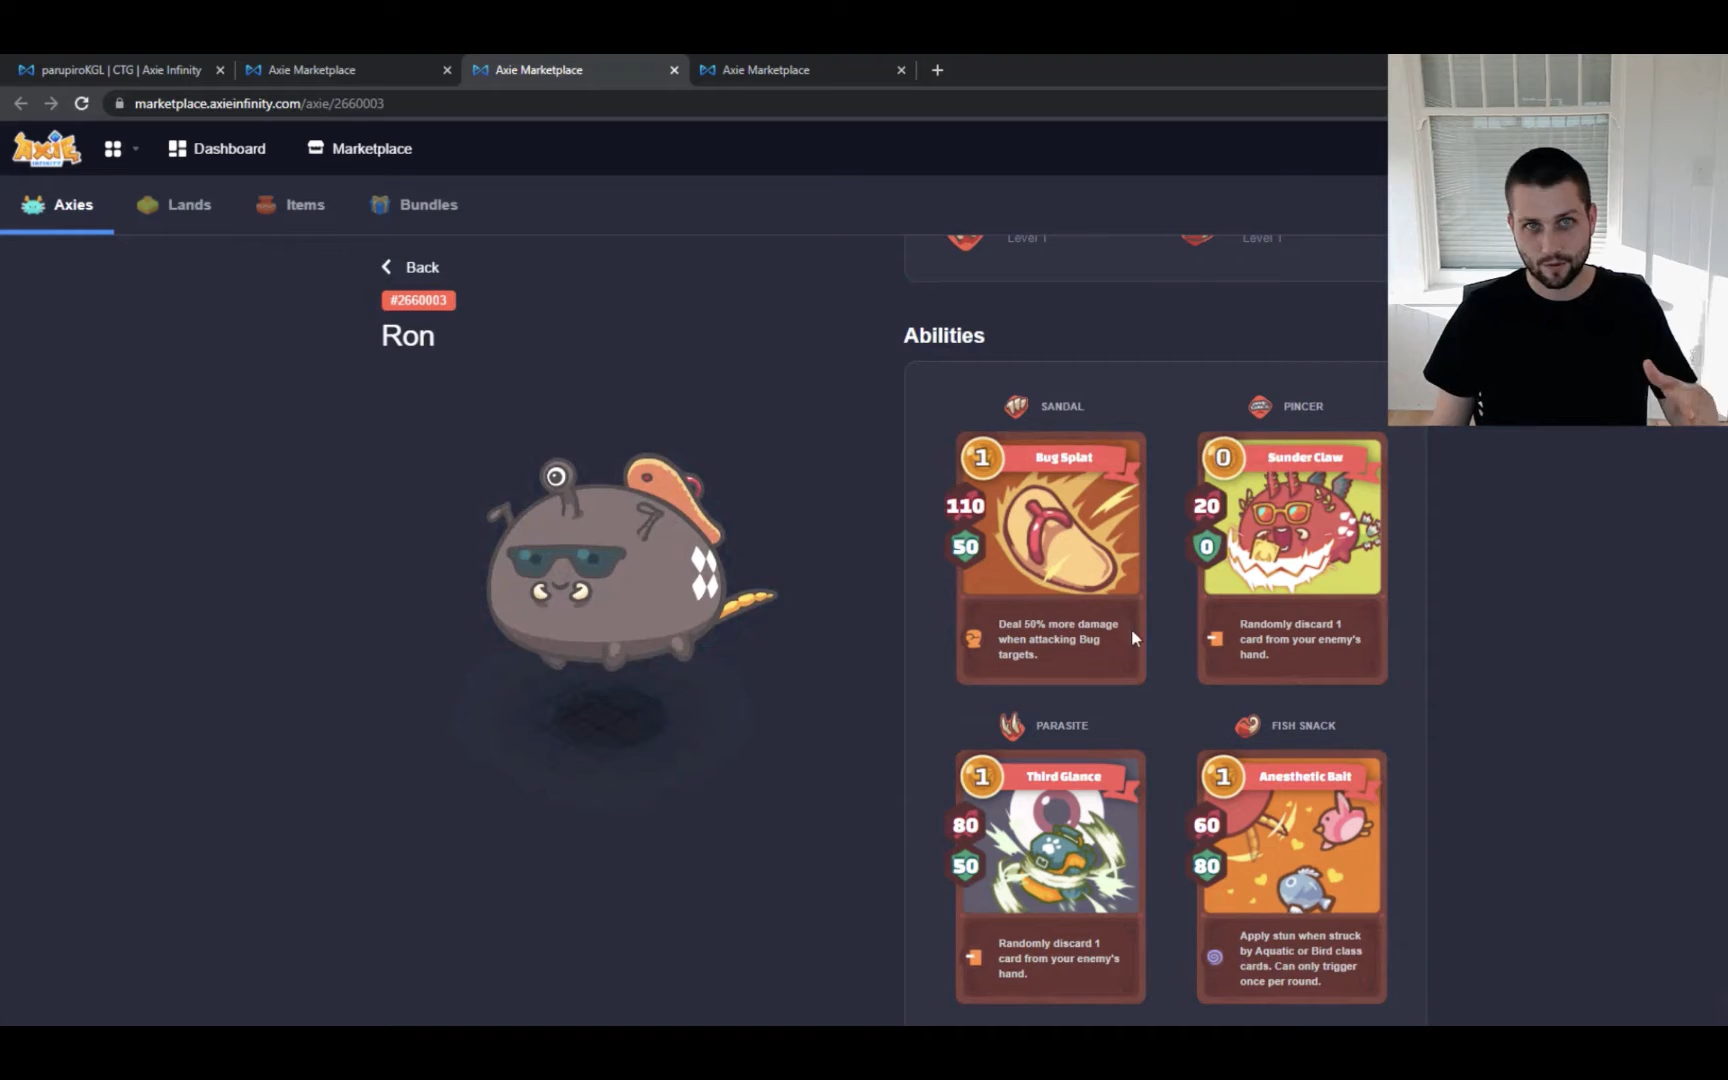 parupiroKGL | CTG | Axie Infinity
Axie Marketplace
Axie Marketplace
Axie Marketplace
marketplace.axieinfinity.com/axie/2660003
AXIE
INFINITY
Dashboard
Marketplace
Axies
Lands
Items
Bundles
Back
#2660003
Ron
Level 1
Level 1
Abilities
SANDAL
1
Bug Splat
110
50
Deal 50% more damage
when attacking Bug
targets.
PINCER
0
Sunder Claw
20
0
Randomly discard 1
card from your enemy's
hand.
PARASITE
1
Third Glance
80
50
Randomly discard 1
card from your enemy's
hand.
FISH SNACK
1
Anesthetic Bait
60
80
Apply stun when struck
by Aquatic or Bird class
cards. Can only trigger
once per round.